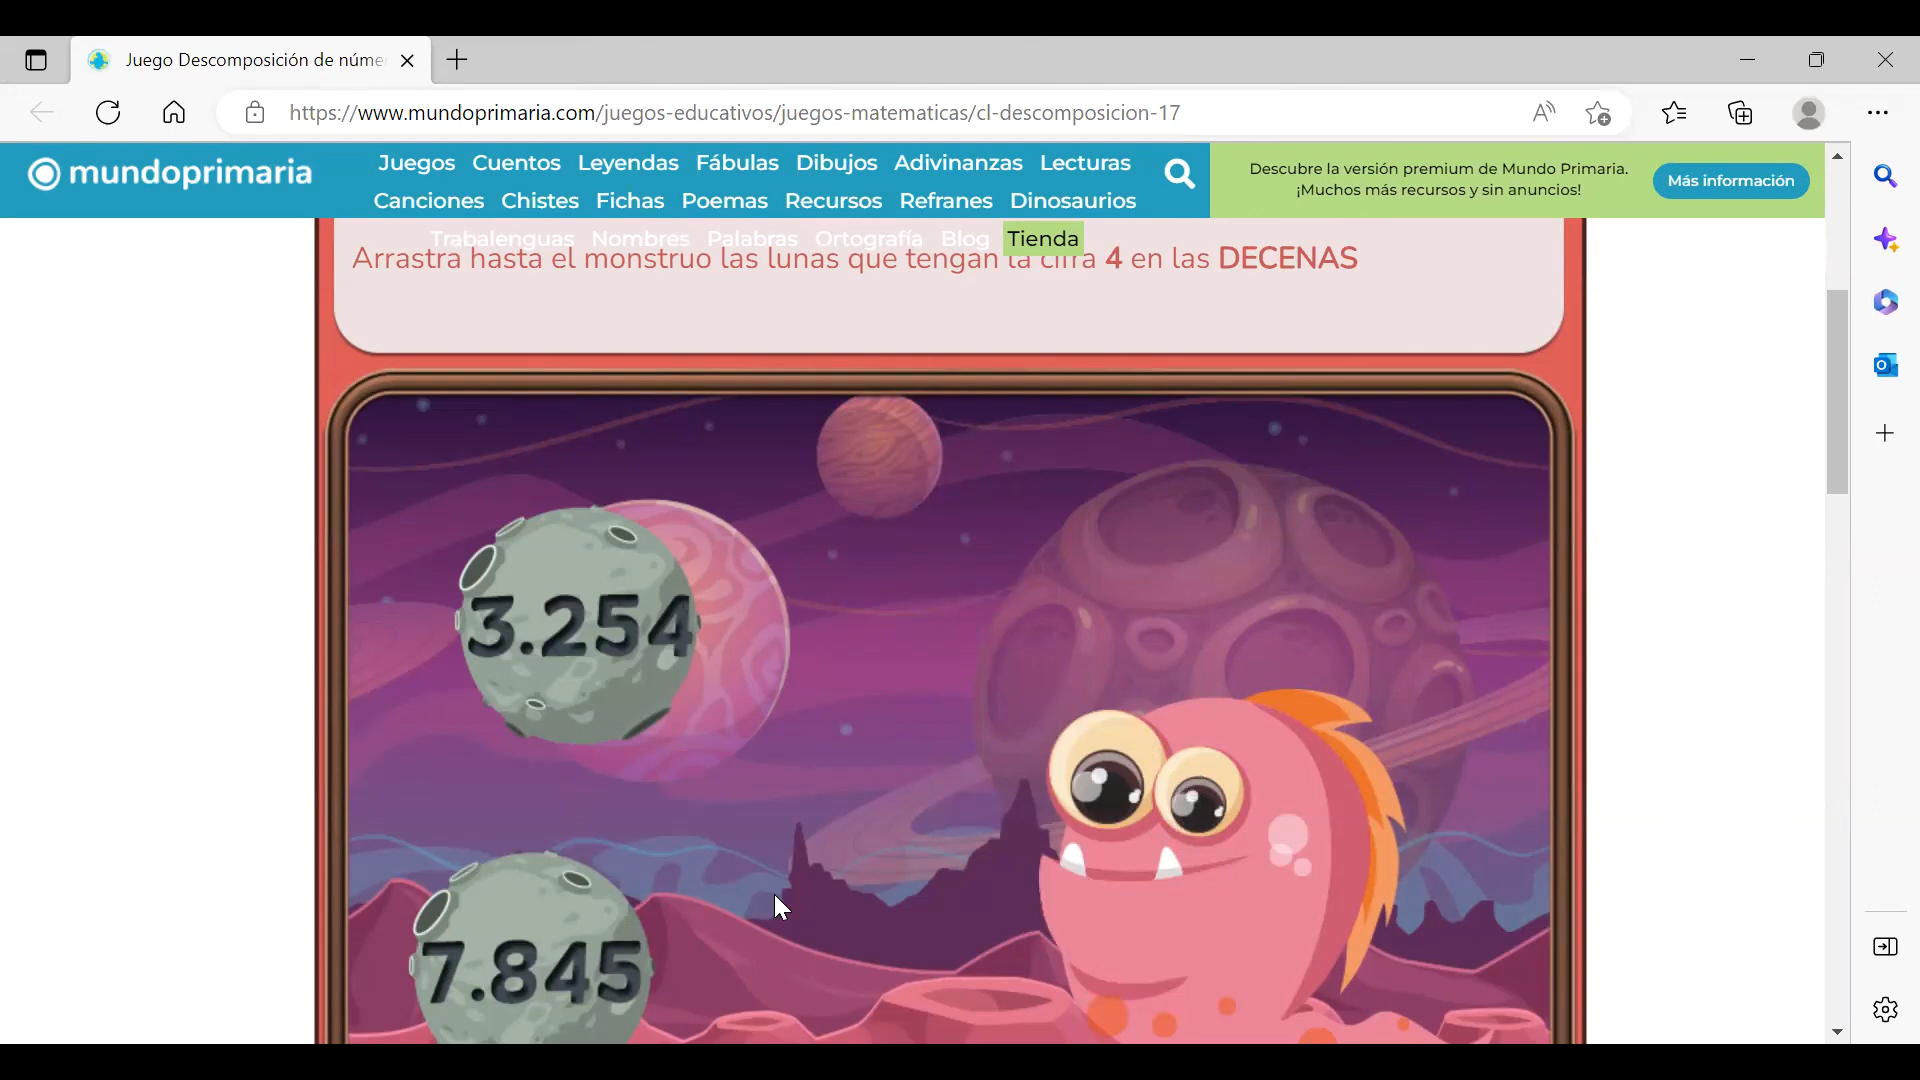 Juego Descomposición de núme
https://www.mundoprimaria.com/juegos-educativos/juegos-matematicas/cl-descomposicion-17
mundoprimaria
Juegos Cuentos Leyendas Fábulas Dibujos Adivinanzas Lecturas
Canciones Chistes Fichas Poemas Recursos Refranes Dinosaurios
Trabalenguas Nombres Palabras Ortografía Blog Tienda
Descubre la versión premium de Mundo Primaria.
¡Muchos más recursos y sin anuncios!
Más información
Arrastra hasta el monstruo las lunas que tengan la cifra 4 en las DECENAS
3.254
7.845